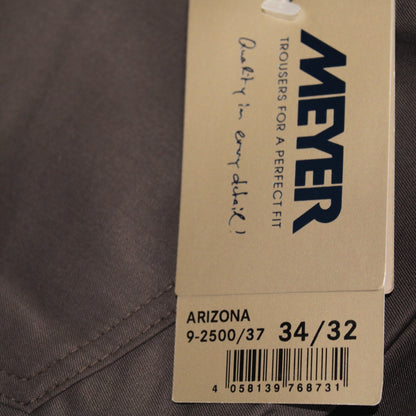 MEYER
TROUSERS FOR A PERFECT FIT
Quality in every detail!
ARIZONA
9-2500/37 34/32
4 058139 768731